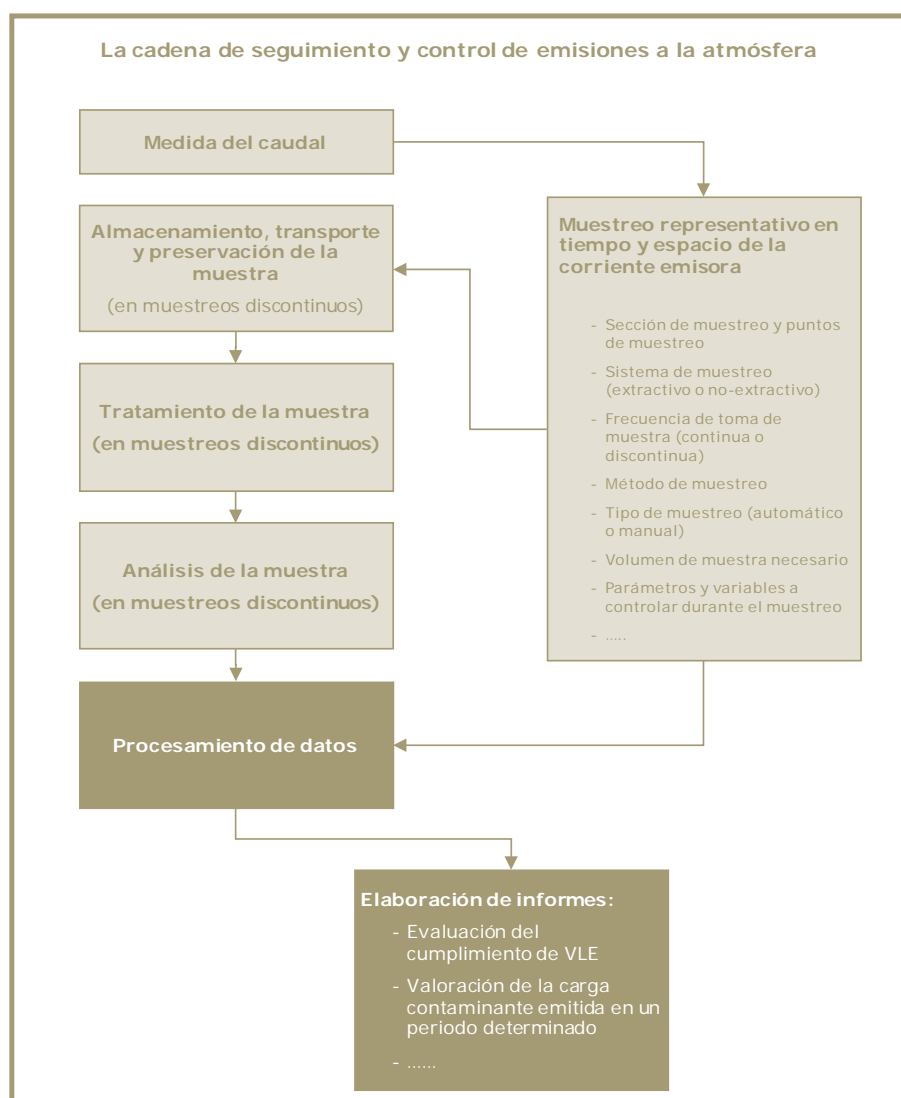 La cadena de seguimiento y control de emisiones a la atmósfera
Medida del caudal
Almacenamiento, transporte
y preservación de la
muestra
(en muestreos discontinuos)
Tratamiento de la muestra
(en muestreos discontinuos)
Análisis de la muestra
(en muestreos discontinuos)
Procesamiento de datos
Muestreo representativo en
tiempo y espacio de la
corriente emisora
- Sección de muestreo y puntos
de muestreo
- Sistema de muestreo
(extractivo o no-extractivo)
- Frecuencia de toma de
muestra (continua o
discontinua)
- Método de muestreo
- Tipo de muestreo (automático
o manual)
- Volumen de muestra necesario
- Parámetros y variables a
controlar durante el muestreo
- .....
Elaboración de informes:
- Evaluación del
cumplimiento de VLE
- Valoración de la carga
contaminante emitida en un
periodo determinado
- ......